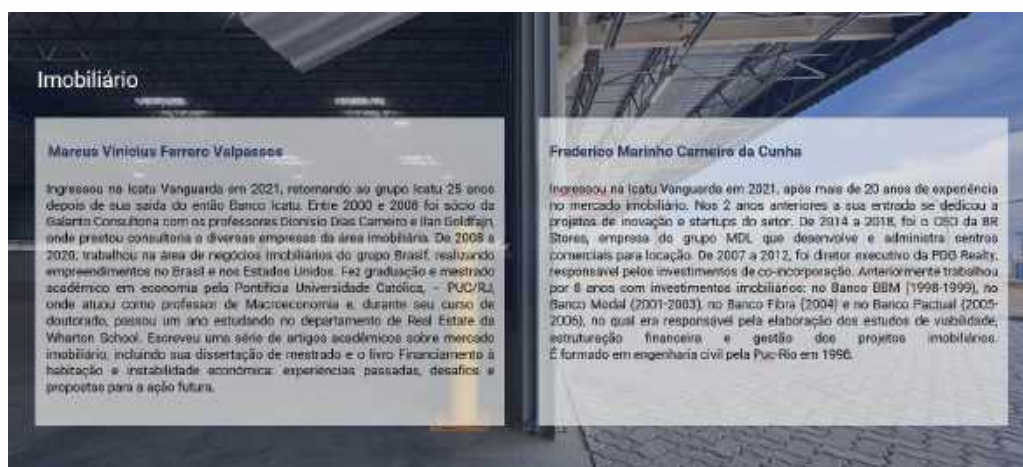 Imobiliário
Marcus Vinicius Ferrero Valpassos
Ingressou na Icatu Vanguarda em 2021, retornando ao grupo Icatu 25 anos
depois de sua saída do então Banco Icatu. Entre 2000 e 2008 foi sócio da
Galanto Consultoria com os professores Dionisio Dias Carneiro e Ilan Goldfajn,
onde prestou consultoria a diversas empresas da área imobiliária. De 2008 a
2020, trabalhou na área de negócios imobiliários do grupo Brasif, realizando
empreendimentos no Brasil e nos Estados Unidos. Fez graduação e mestrado
acadêmico em economia pela Pontifícia Universidade Católica, – PUC/RJ,
onde atuou como professor de Macroeconomia e, durante seu curso de
doutorado, passou um ano estudando no departamento de Real Estate da
Wharton School. Escreveu uma série de artigos acadêmicos sobre mercado
imobiliário, incluindo sua dissertação de mestrado e o livro Financiamento à
habitação e instabilidade econômica: experiências passadas, desafios e
propostas para a ação futura.
Frederico Marinho Carneiro da Cunha
Ingressou na Icatu Vanguarda em 2021, após mais de 20 anos de experiência
no mercado imobiliário. Nos 2 anos anteriores a sua entrada se dedicou a
projetos de inovação e startups do setor. De 2014 a 2018, foi o CEO da BR
Stores, empresa do grupo MDL que desenvolve e administra centros
comerciais para locação. De 2007 a 2012, foi diretor executivo da PDG Realty,
responsável pelos investimentos de co-incorporação. Anteriormente trabalhou
por 8 anos com investimentos imobiliários: no Banco BBM (1998-1999), no
Banco Modal (2001-2003), no Banco Fibra (2004) e no Banco Pactual (2005-
2006), no qual era responsável pela elaboração dos estudos de viabilidade,
estruturação financeira e gestão dos projetos imobiliários.
É formado em engenharia civil pela Puc-Rio em 1996.